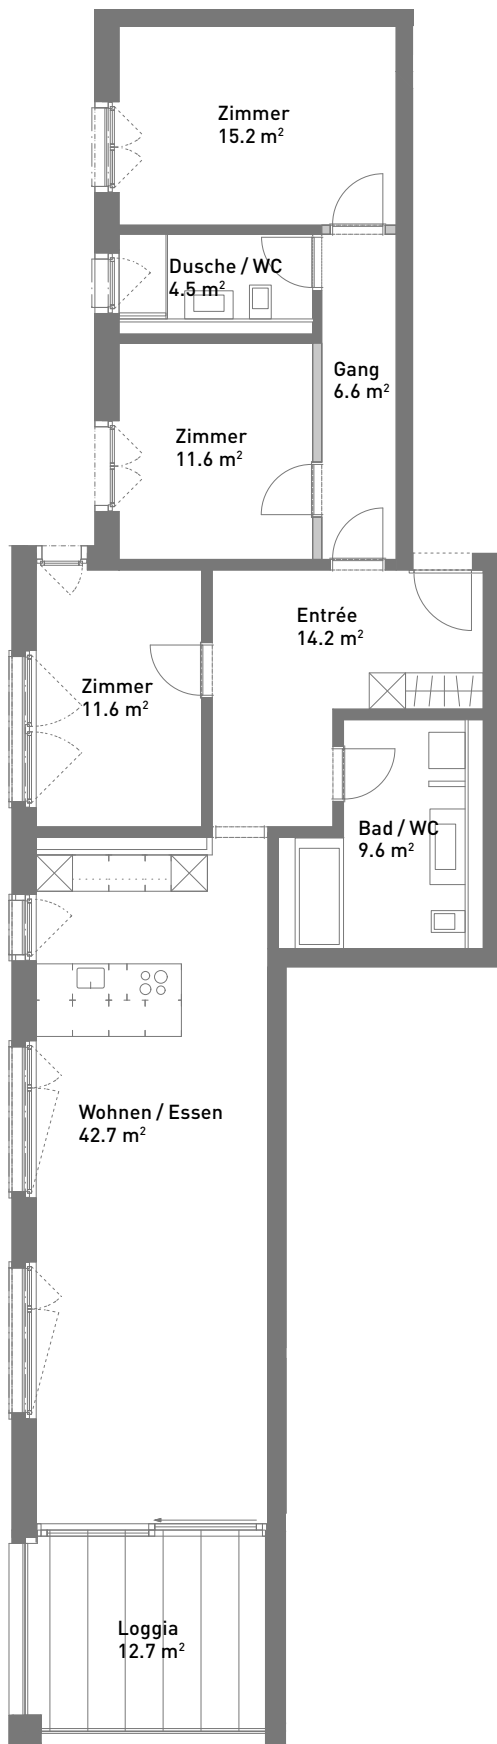 Zimmer
15.2 m²
Dusche / WC
4.5 m²
Gang
6.6 m²
Zimmer
11.6 m²
Entrée
14.2 m²
Zimmer
11.6 m²
Bad / WC
9.6 m²
Wohnen / Essen
42.7 m²
Loggia
12.7 m²